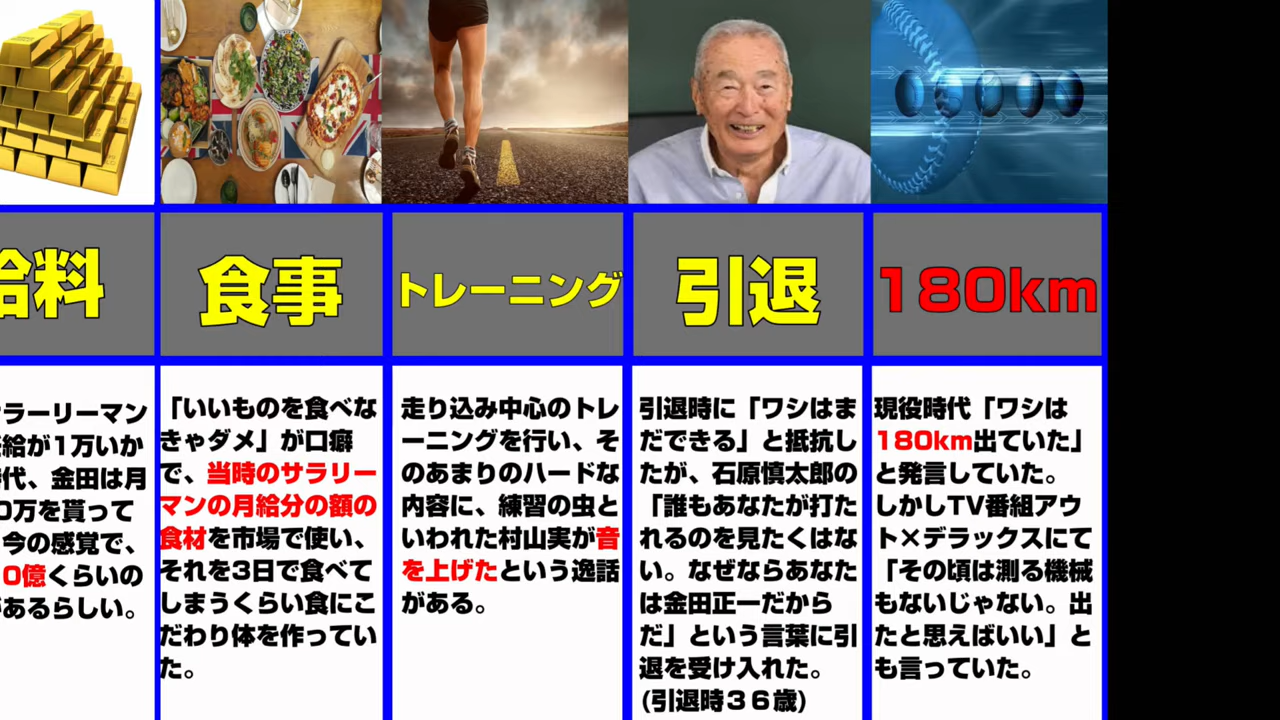 給料
食事
トレーニング
引退
180km
ラーリーマン
給が1万いか
代、金田は月
0万を貰って
今の感覚で、
0億くらいの
があるらしい。
「いいものを食べな
きゃダメ」が口癖
で、当時のサラリー
マンの月給分の額の
食材を市場で使い、
それを3日で食べて
しまうくらい食にこ
だわり体を作ってい
た。
走り込み中心のトレ
ーニングを行い、そ
のあまりのハードな
内容に、練習の虫と
いわれた村山実が音
を上げたという逸話
がある。
引退時に「ワシはま
だできる」と抵抗し
たが、石原慎太郎の
「誰もあなたが打た
れるのを見たくはな
い。なぜならあなた
は金田正一だから
だ」という言葉に引
退を受け入れた。
(引退時３６歳)
現役時代「ワシは
180km出ていた」
と発言していた。
しかしTV番組アウ
ト×デラックスにて
「その頃は測る機械
もないじゃない。出
たと思えばいい」と
も言っていた。